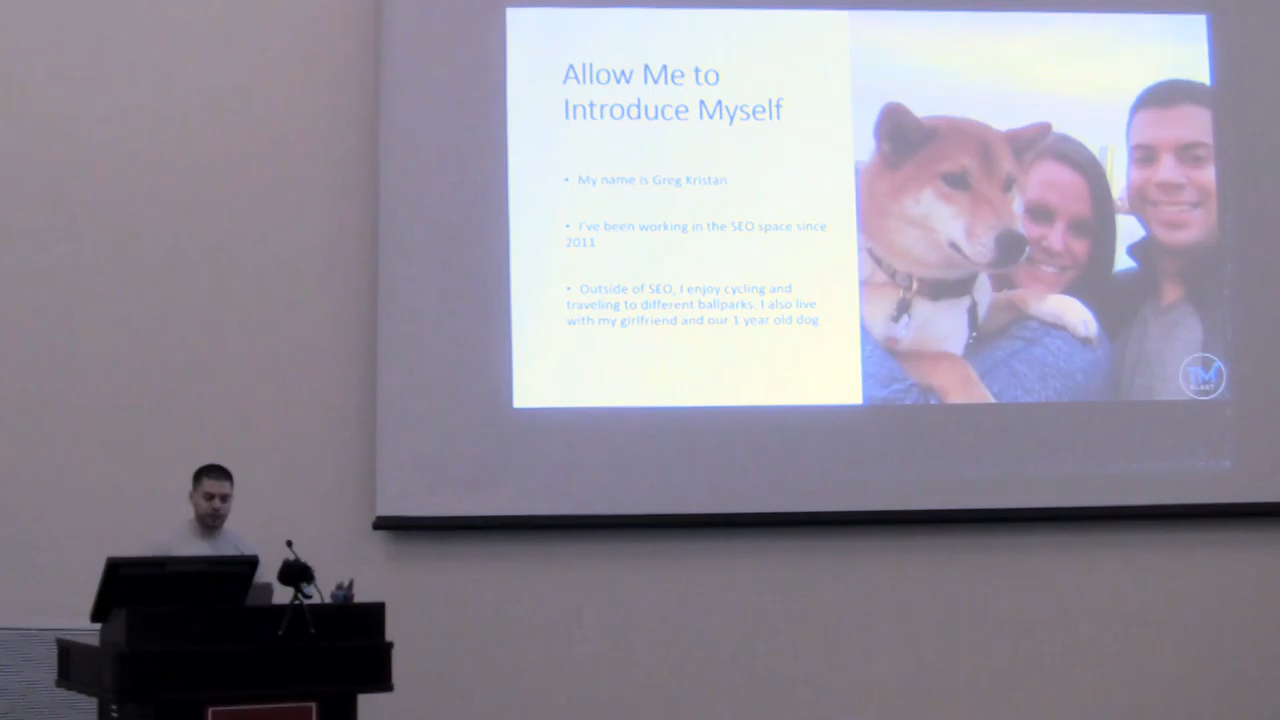 Allow Me to
Introduce Myself
• My name is Greg Kristan
• I've been working in the SEO space since
2011
• Outside of SEO, I enjoy cycling and
traveling to different ballparks. I also live
with my girlfriend and our 1 year old dog
TM